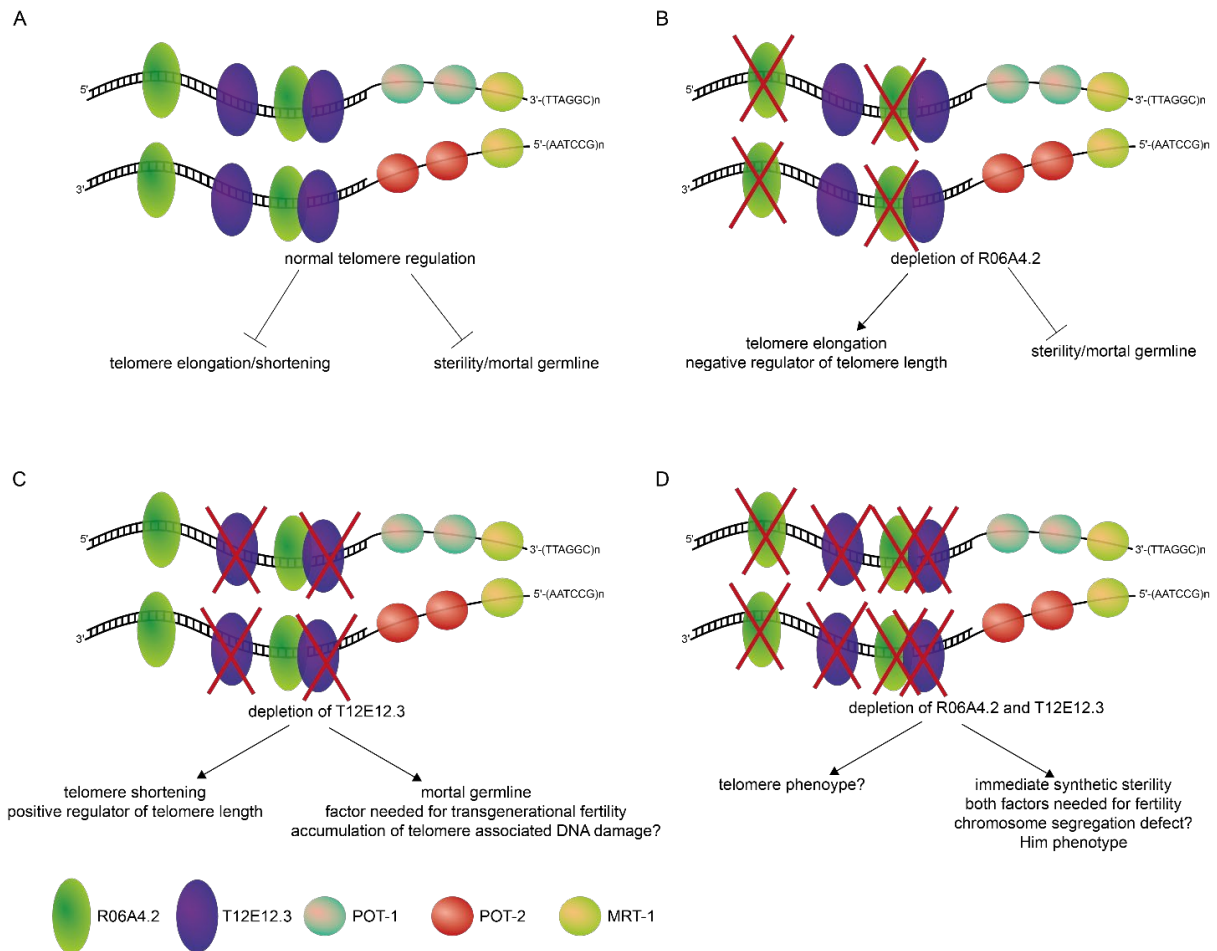 A
5'
3'-(TTAGGC)n
5'-(AATCCG)n
3'
normal telomere regulation
telomere elongation/shortening
sterility/mortal germline
B
5'
3'-(TTAGGC)n
5'-(AATCCG)n
3'
depletion of R06A4.2
telomere elongation
negative regulator of telomere length
sterility/mortal germline
C
5'
3'-(TTAGGC)n
5'-(AATCCG)n
3'
depletion of T12E12.3
telomere shortening
positive regulator of telomere length
mortal germline
factor needed for transgenerational fertility
accumulation of telomere associated DNA damage?
D
5'
3'-(TTAGGC)n
5'-(AATCCG)n
3'
depletion of R06A4.2 and T12E12.3
telomere phenoype?
immediate synthetic sterility
both factors needed for fertility
chromosome segregation defect?
Him phenotype
R06A4.2
T12E12.3
POT-1
POT-2
MRT-1